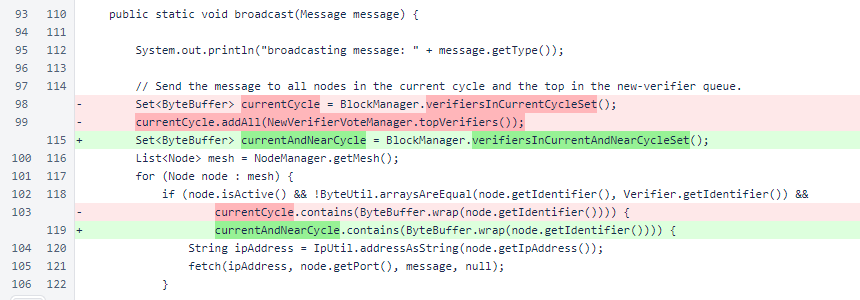 93 110 public static void broadcast(Message message) {
94 111
95 112 System.out.println("broadcasting message: " + message.getType());
96 113
97 114 // Send the message to all nodes in the current cycle and the top in the new-verifier queue.
98 - Set<ByteBuffer> currentCycle = BlockManager.verifiersInCurrentCycleSet();
99 - currentCycle.addAll(NewVerifierVoteManager.topVerifiers());
115 + Set<ByteBuffer> currentAndNearCycle = BlockManager.verifiersInCurrentAndNearCycleSet();
100 116 List<Node> mesh = NodeManager.getMesh();
101 117 for (Node node : mesh) {
102 118 if (node.isActive() && !ByteUtil.arraysAreEqual(node.getIdentifier(), Verifier.getIdentifier()) &&
103 - currentCycle.contains(ByteBuffer.wrap(node.getIdentifier()))) {
119 + currentAndNearCycle.contains(ByteBuffer.wrap(node.getIdentifier()))) {
104 120 String ipAddress = IpUtil.addressAsString(node.getIpAddress());
105 121 fetch(ipAddress, node.getPort(), message, null);
106 122 }